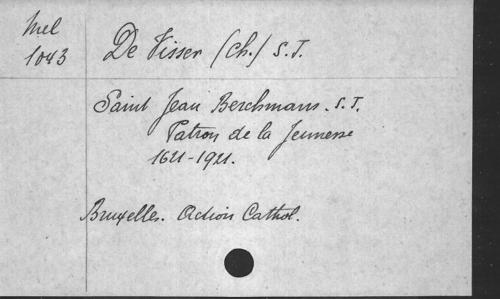 Mel
1043
De Visser (Ch.) S.J.
Saint Jean Berchmans. S.J.
Patron de la Jeunesse
1621-1921.
Bruxelles. Action Cathol.